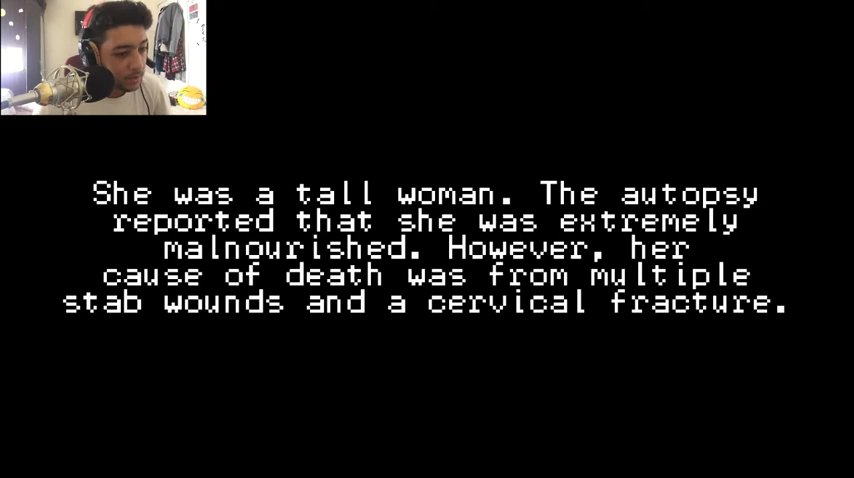 She was a tall woman. The autopsy
reported that she was extremely
malnourished. However, her
cause of death was from multiple
stab wounds and a cervical fracture.